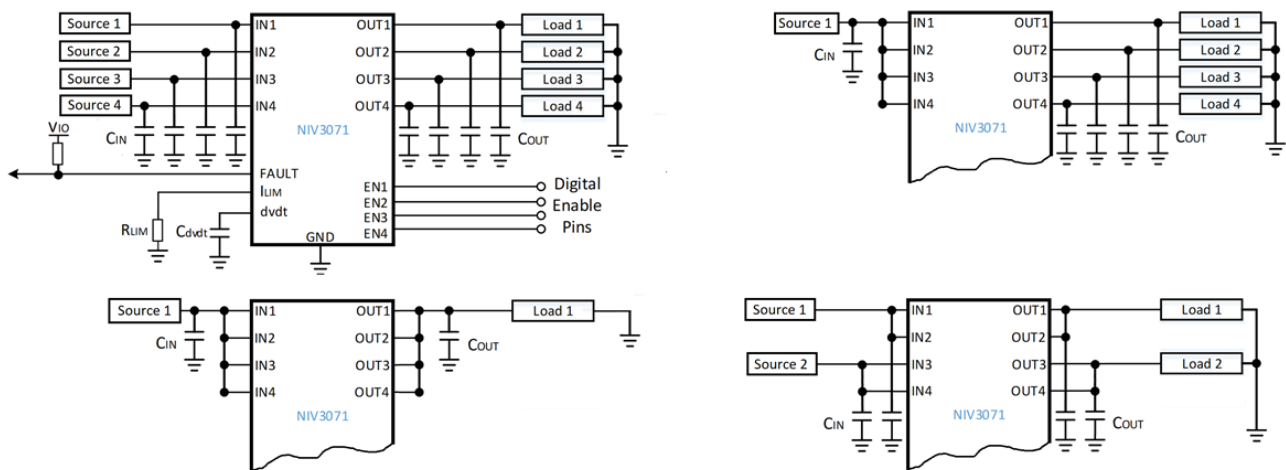 Source 1
IN1
OUT1
Load 1
Source 2
IN2
OUT2
Load 2
Source 3
IN3
OUT3
Load 3
Source 4
IN4
OUT4
Load 4
VIO
CIN
NIV3071
COUT
FAULT
ILIM
dvdt
RLIM
Cdvdt
GND
EN1
EN2
EN3
EN4
Digital
Enable
Pins
Source 1
IN1
OUT1
Load 1
CIN
IN2
OUT2
Load 2
IN3
OUT3
Load 3
IN4
OUT4
Load 4
NIV3071
COUT
Source 1
IN1
OUT1
Load 1
CIN
IN2
OUT2
COUT
IN3
OUT3
IN4
OUT4
NIV3071
Source 1
IN1
OUT1
Load 1
IN2
OUT2
Source 2
IN3
OUT3
Load 2
IN4
OUT4
CIN
NIV3071
COUT